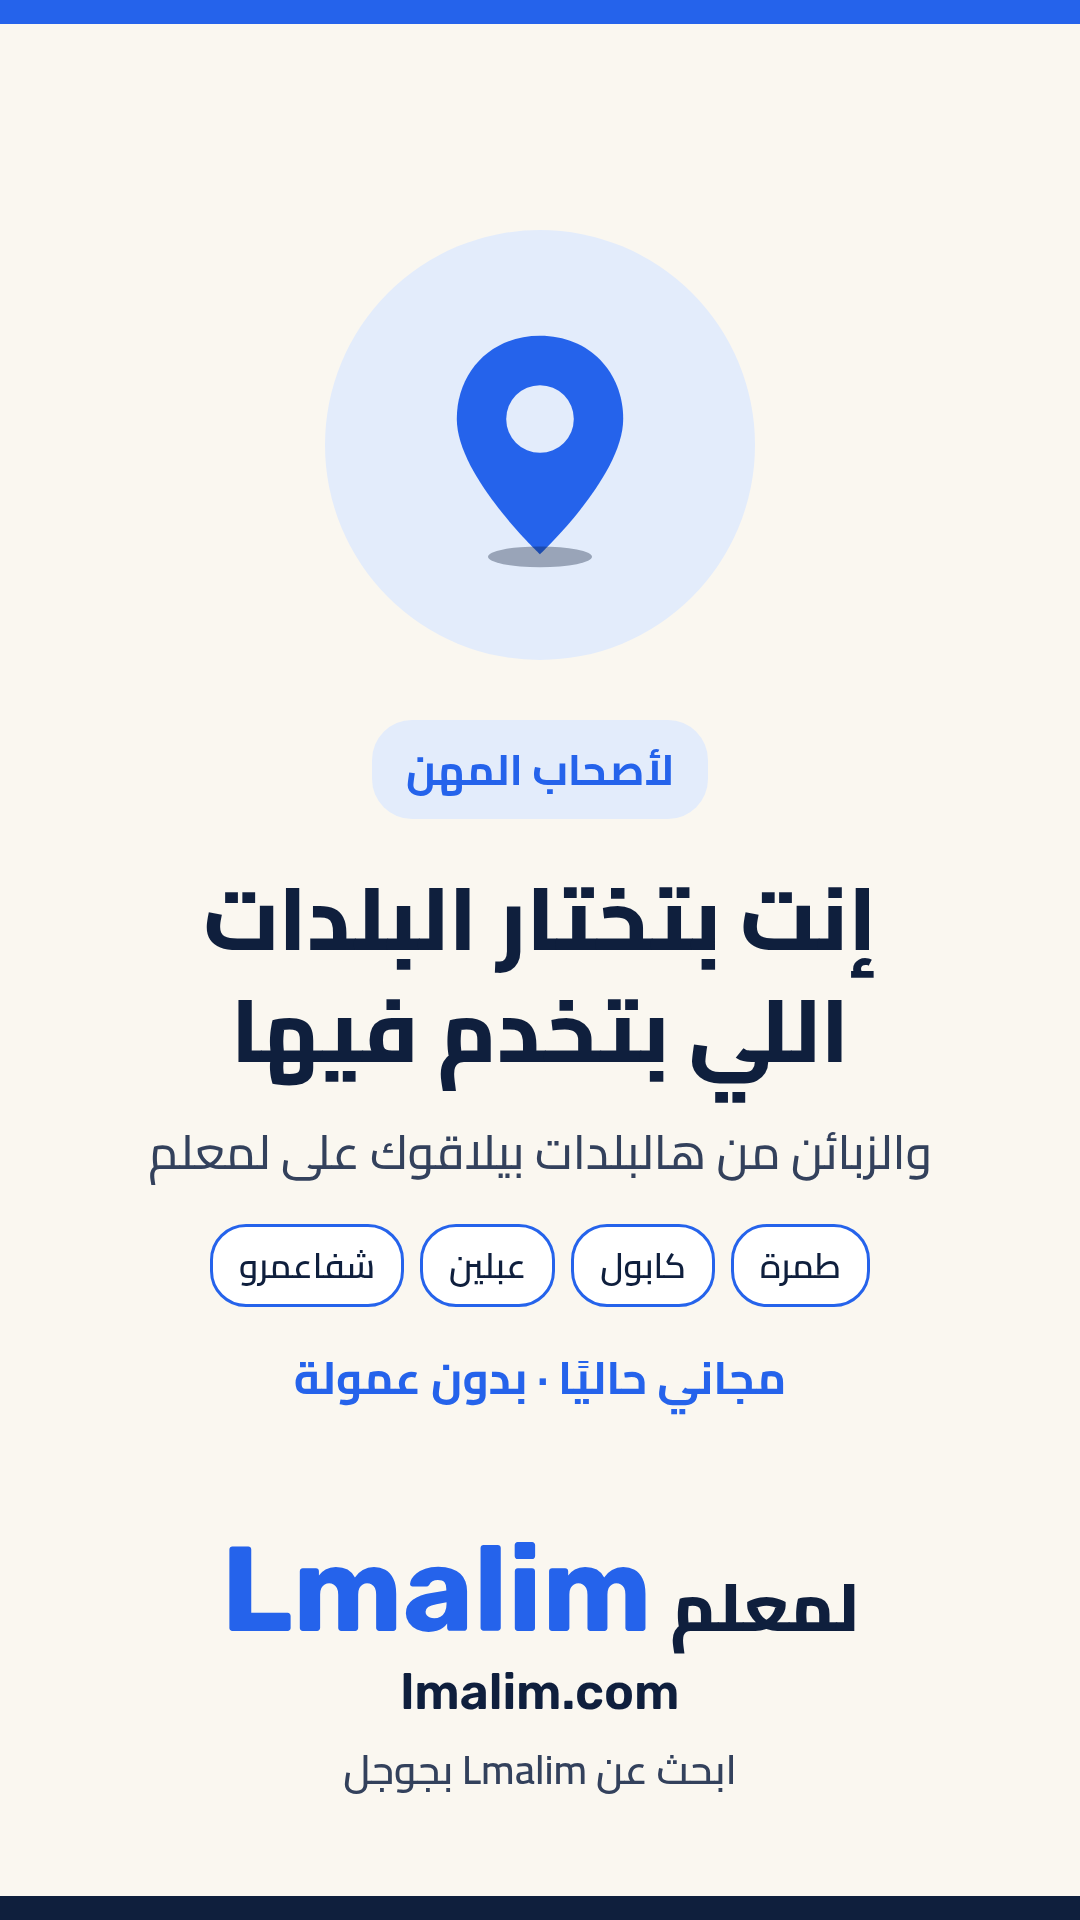 لأصحاب المهن
إنت بتختار البلدات
اللي بتخدم فيها
والزبائن من هالبلدات بيلاقوك على لمعلم
طمرة كابول عبلين شفاعمرو
مجاني حاليًا · بدون عمولة
لمعلم Lmalim
lmalim.com
ابحث عن Lmalim بجوجل